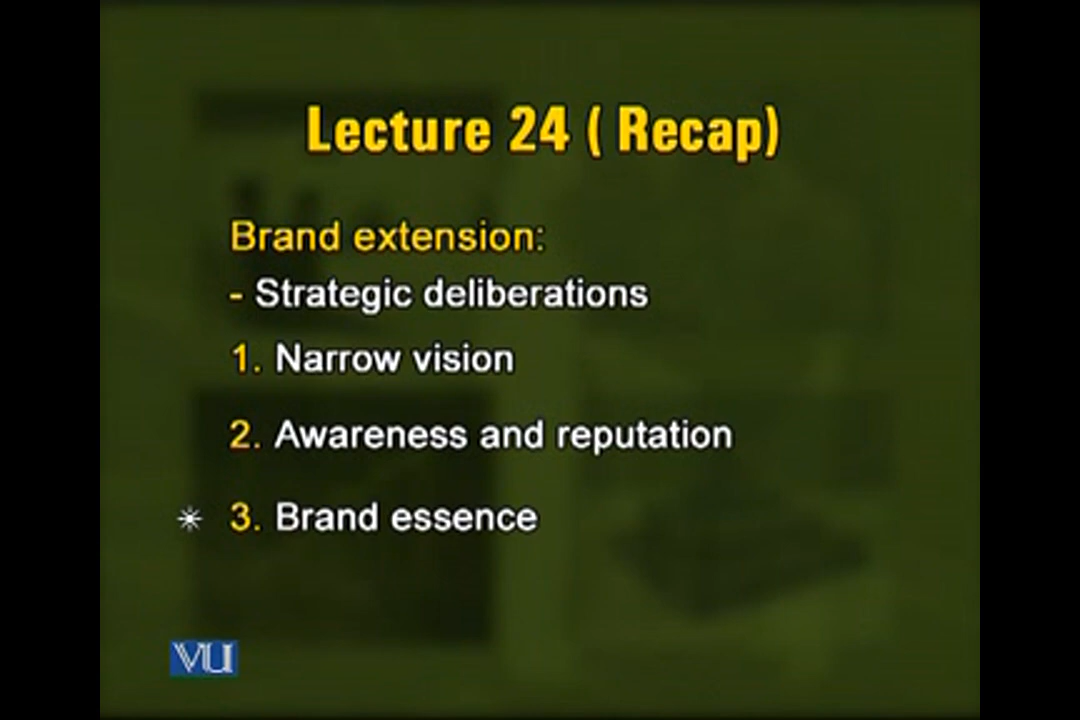 Lecture 24 ( Recap)
Brand extension:
- Strategic deliberations
1. Narrow vision
2. Awareness and reputation
3. Brand essence
VU